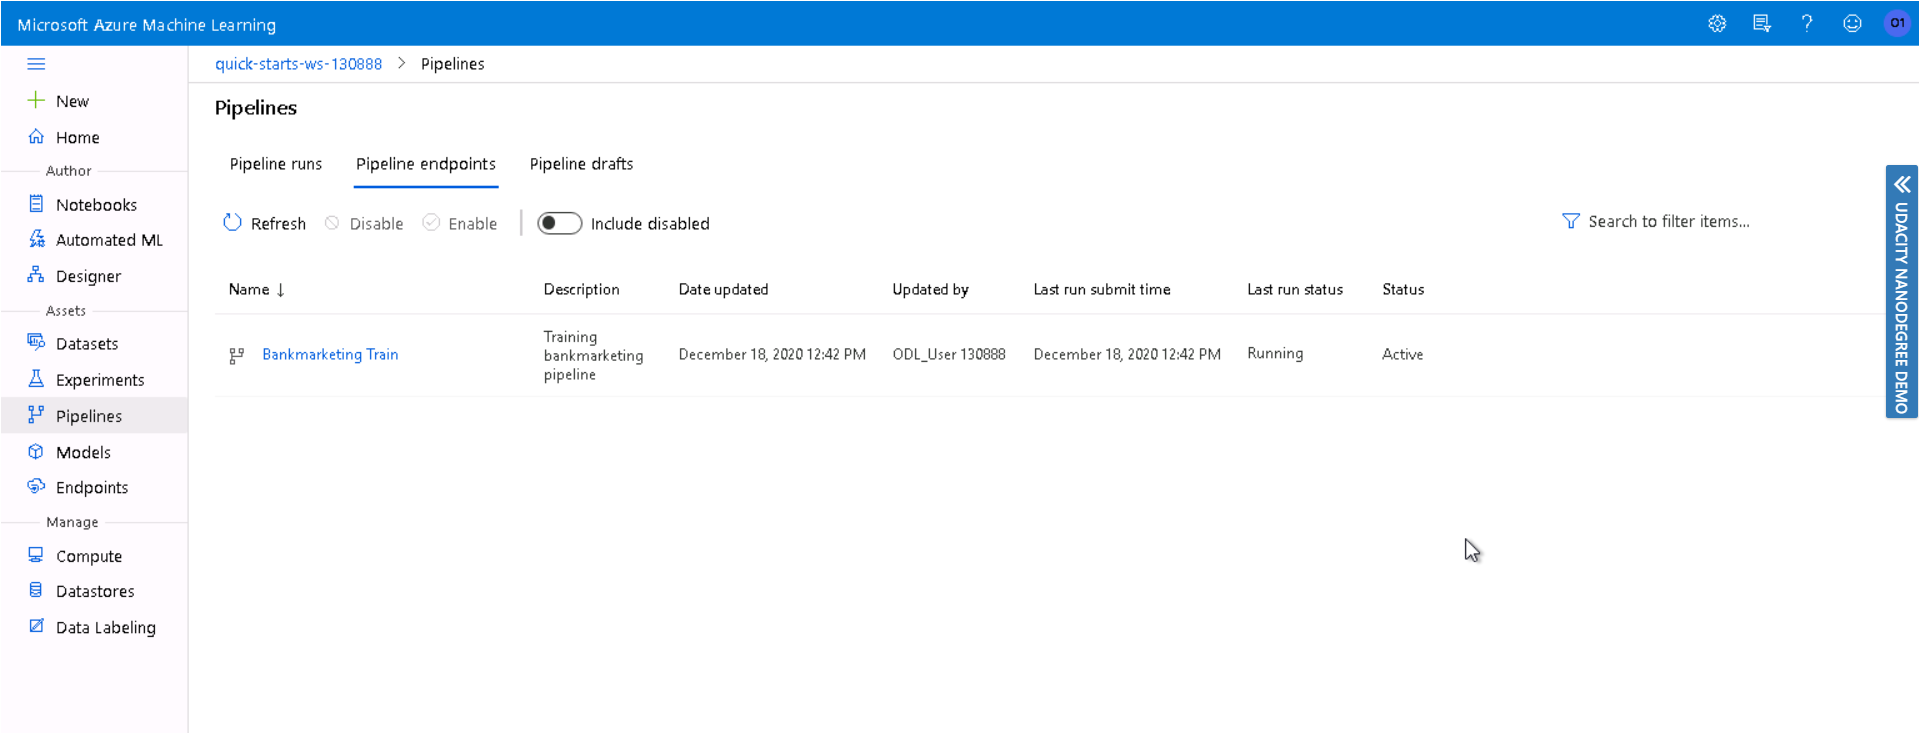 Microsoft Azure Machine Learning
O1
quick-starts-ws-130888 > Pipelines
New
Home
Author
Notebooks
Automated ML
Designer
Assets
Datasets
Experiments
Pipelines
Models
Endpoints
Manage
Compute
Datastores
Data Labeling
Pipelines
Pipeline runs Pipeline endpoints Pipeline drafts
Refresh Disable Enable Include disabled Search to filter items...
Name ↓ Description Date updated Updated by Last run submit time Last run status Status
Bankmarketing Train
Training
bankmarketing
pipeline
December 18, 2020 12:42 PM ODL_User 130888 December 18, 2020 12:42 PM Running Active
UDACITY NANODEGREE DEMO